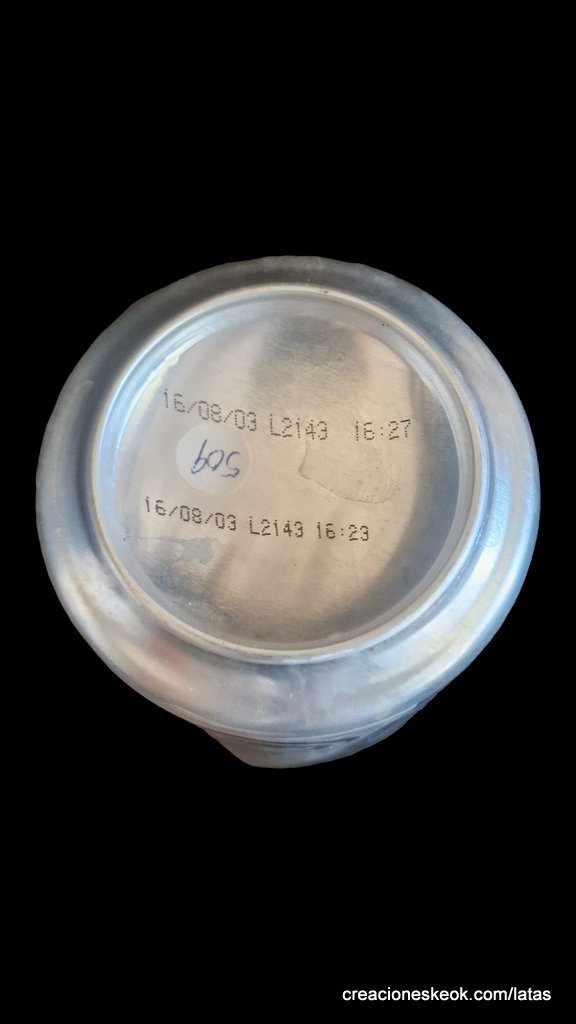 16/08/03 L2143 16:27
509
16/08/03 L2143 16:23
creacioneskeok.com/latas